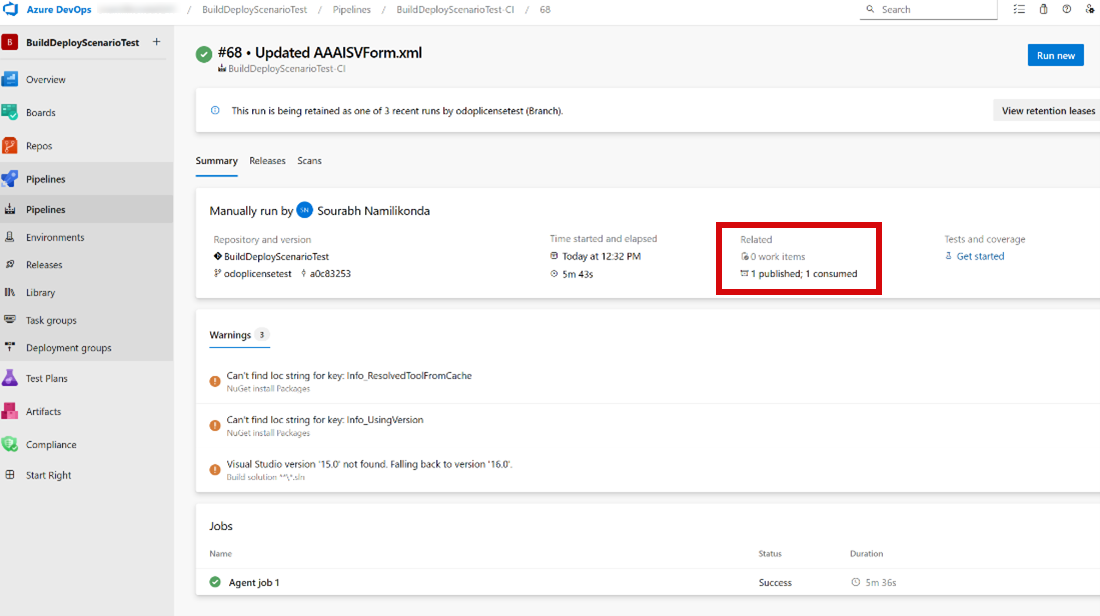 Azure DevOps / BuildDeployScenarioTest / Pipelines / BuildDeployScenarioTest-CI / 68
Search
B BuildDeployScenarioTest +
Overview
Boards
Repos
Pipelines
Pipelines
Environments
Releases
Library
Task groups
Deployment groups
Test Plans
Artifacts
Compliance
Start Right
#68 • Updated AAAISVForm.xml
BuildDeployScenarioTest-CI
Run new
This run is being retained as one of 3 recent runs by odoplicensetest (Branch).
View retention leases
Summary Releases Scans
Manually run by SN Sourabh Namilikonda
Repository and version
BuildDeployScenarioTest
odoplicensetest a0c83253
Time started and elapsed
Today at 12:32 PM
5m 43s
Related
0 work items
1 published; 1 consumed
Tests and coverage
Get started
Warnings 3
Can't find loc string for key: Info_ResolvedToolFromCache
NuGet install Packages
Can't find loc string for key: Info_UsingVersion
NuGet install Packages
Visual Studio version '15.0' not found. Falling back to version '16.0'.
Build solution **\*.sln
Jobs
Name Status Duration
Agent job 1 Success 5m 36s